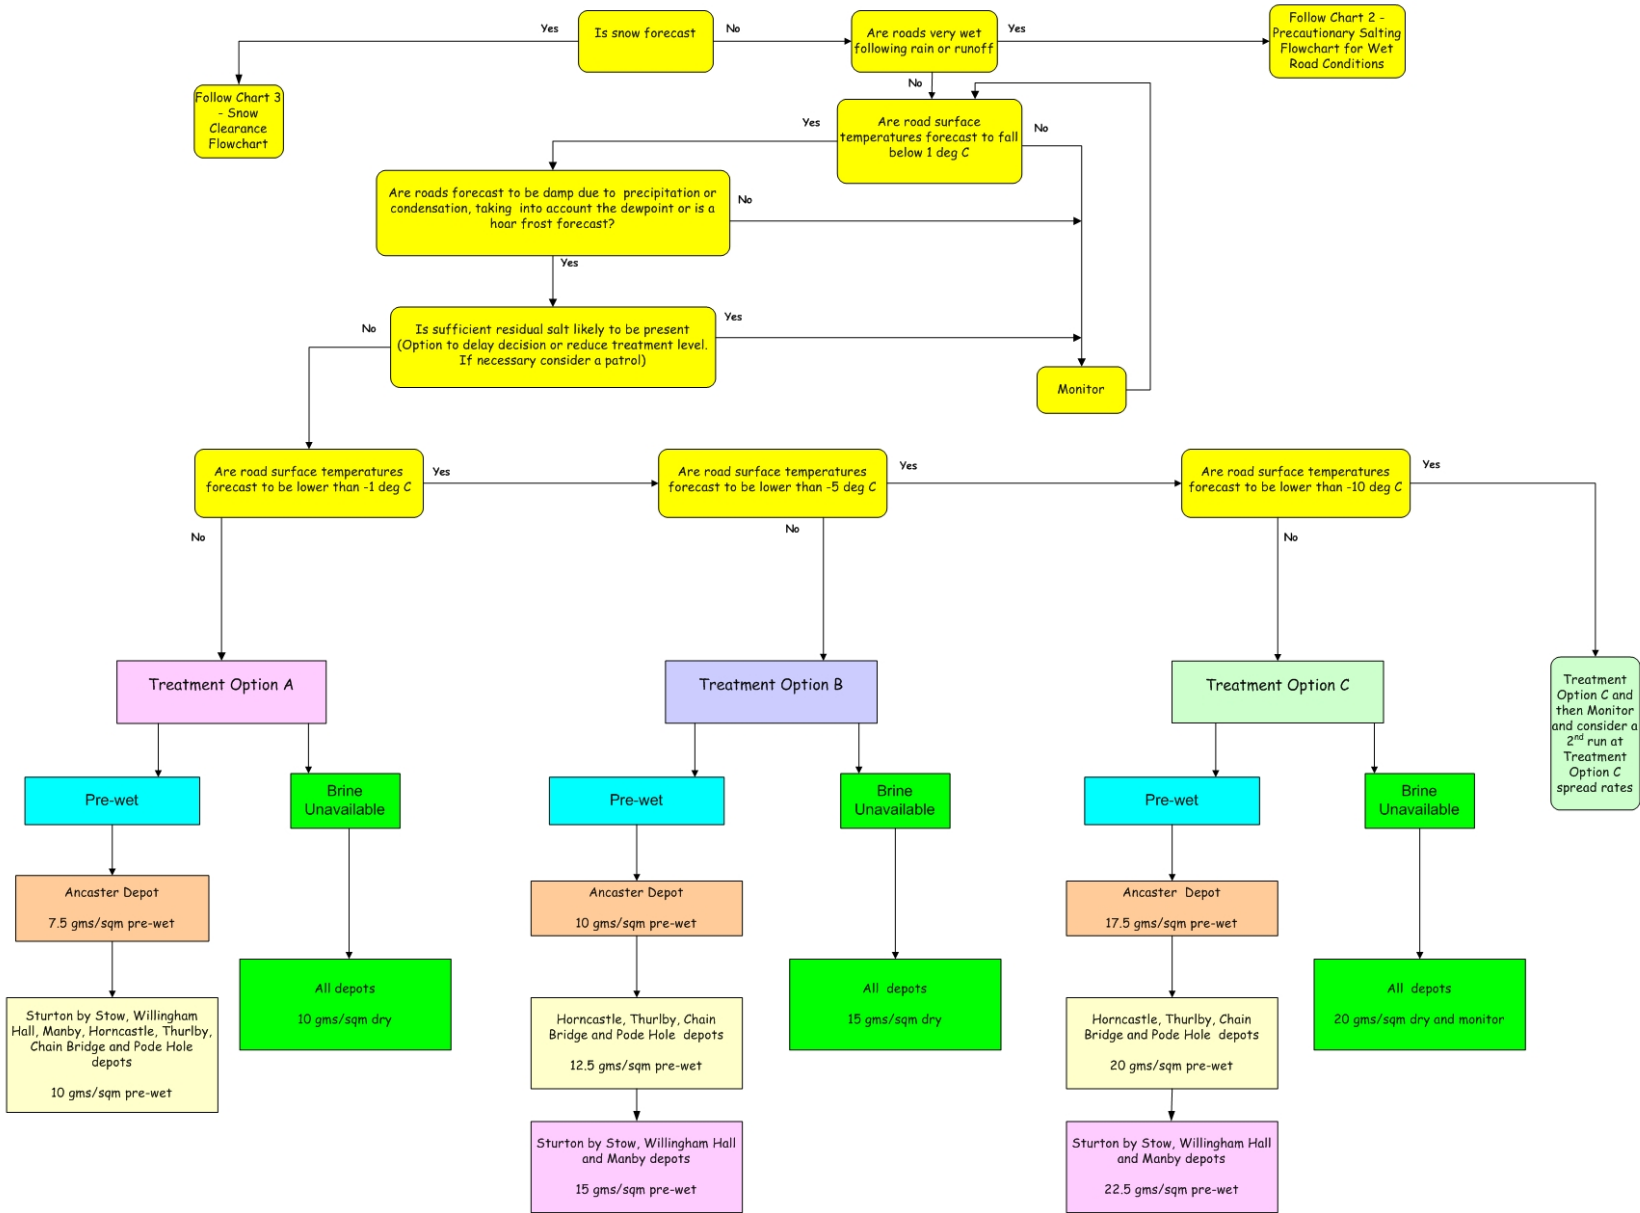 Yes
Is snow forecast
No
Are roads very wet
following rain or runoff
Yes
Follow Chart 2 -
Precautionary Salting
Flowchart for Wet
Road Conditions
Follow Chart 3
- Snow
Clearance
Flowchart
No
Yes
Are road surface
temperatures forecast to fall
below 1 deg C
No
Are roads forecast to be damp due to precipitation or
condensation, taking into account the dewpoint or is a
hoar frost forecast?
No
Yes
No
Is sufficient residual salt likely to be present
(Option to delay decision or reduce treatment level.
If necessary consider a patrol)
Yes
Monitor
Are road surface temperatures
forecast to be lower than -1 deg C
Yes
Are road surface temperatures
forecast to be lower than -5 deg C
Yes
Are road surface temperatures
forecast to be lower than -10 deg C
Yes
No
No
No
Treatment Option A
Treatment Option B
Treatment Option C
Treatment
Option C and
then Monitor
and consider a
2nd run at
Treatment
Option C
spread rates
Pre-wet
Brine
Unavailable
Pre-wet
Brine
Unavailable
Pre-wet
Brine
Unavailable
Ancaster Depot
7.5 gms/sqm pre-wet
Ancaster Depot
10 gms/sqm pre-wet
Ancaster Depot
17.5 gms/sqm pre-wet
Sturton by Stow, Willingham
Hall, Manby, Horncastle, Thurlby,
Chain Bridge and Pode Hole
depots
10 gms/sqm pre-wet
All depots
10 gms/sqm dry
Horncastle, Thurlby, Chain
Bridge and Pode Hole depots
12.5 gms/sqm pre-wet
All depots
15 gms/sqm dry
Horncastle, Thurlby, Chain
Bridge and Pode Hole depots
20 gms/sqm pre-wet
All depots
20 gms/sqm dry and monitor
Sturton by Stow, Willingham Hall
and Manby depots
15 gms/sqm pre-wet
Sturton by Stow, Willingham Hall
and Manby depots
22.5 gms/sqm pre-wet